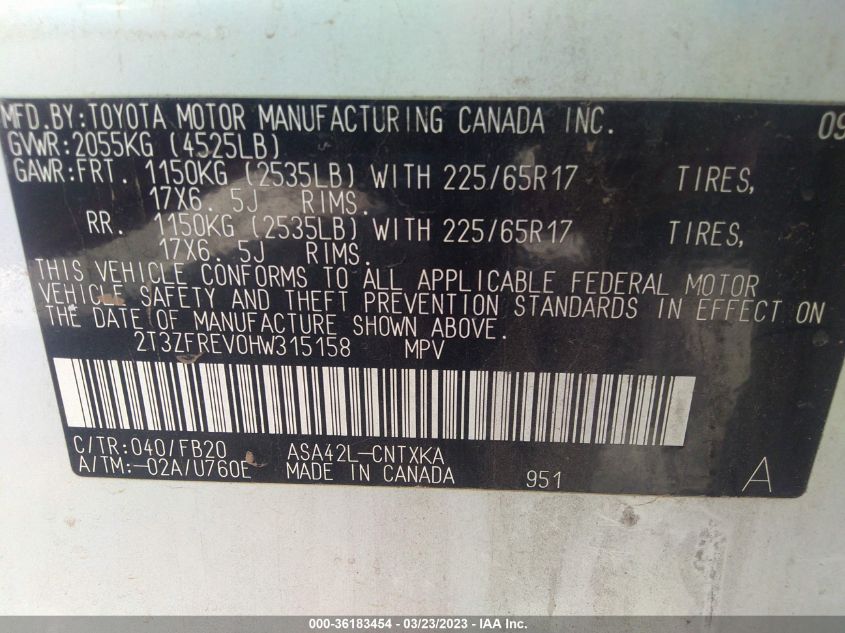 MFD.BY:TOYOTA MOTOR MANUFACTURING CANADA INC. 09
GVWR:2055KG (4525LB)
GAWR:FRT. 1150KG (2535LB) WITH 225/65R17 TIRES,
17X6. 5J RIMS.
RR. 1150KG (2535LB) WITH 225/65R17 TIRES,
17X6. 5J RIMS.
THIS VEHICLE CONFORMS TO ALL APPLICABLE FEDERAL MOTOR
VEHICLE SAFETY AND THEFT PREVENTION STANDARDS IN EFFECT ON
THE DATE OF MANUFACTURE SHOWN ABOVE.
2T3ZFREV0HW315158 MPV
C/TR:040/FB20 ASA42L-CNTXKA
A/TM:-02A/U760E MADE IN CANADA 951 A
000-36183454 - 03/23/2023 - IAA Inc.